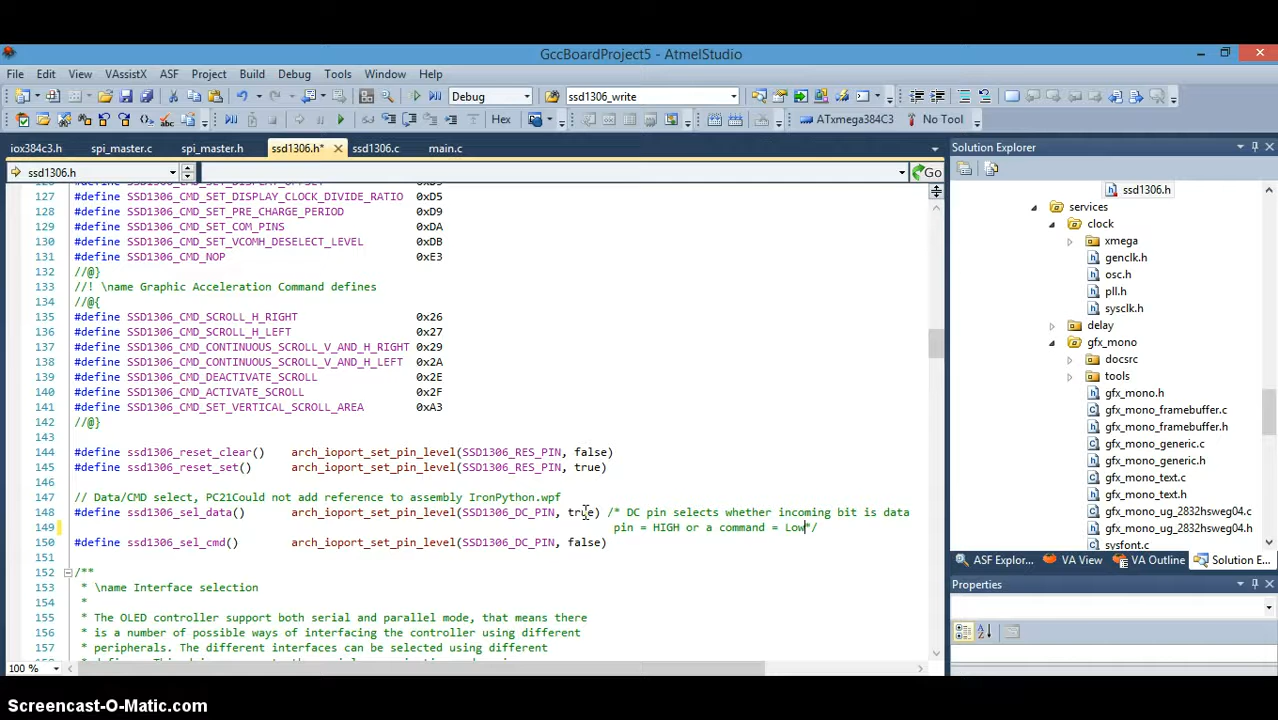 GccBoardProject5 - AtmelStudio
File Edit View VAssistX ASF Project Build Debug Tools Window Help
Debug ssd1306_write
Hex ATxmega384C3 No Tool
iox384c3.h spi_master.c spi_master.h ssd1306.h* ssd1306.c main.c
ssd1306.h Go
127 #define SSD1306_CMD_SET_DISPLAY_CLOCK_DIVIDE_RATIO 0xD5
128 #define SSD1306_CMD_SET_PRE_CHARGE_PERIOD 0xD9
129 #define SSD1306_CMD_SET_COM_PINS 0xDA
130 #define SSD1306_CMD_SET_VCOMH_DESELECT_LEVEL 0xDB
131 #define SSD1306_CMD_NOP 0xE3
132 //@}
133 //! \name Graphic Acceleration Command defines
134 //@{
135 #define SSD1306_CMD_SCROLL_H_RIGHT 0x26
136 #define SSD1306_CMD_SCROLL_H_LEFT 0x27
137 #define SSD1306_CMD_CONTINUOUS_SCROLL_V_AND_H_RIGHT 0x29
138 #define SSD1306_CMD_CONTINUOUS_SCROLL_V_AND_H_LEFT 0x2A
139 #define SSD1306_CMD_DEACTIVATE_SCROLL 0x2E
140 #define SSD1306_CMD_ACTIVATE_SCROLL 0x2F
141 #define SSD1306_CMD_SET_VERTICAL_SCROLL_AREA 0xA3
142 //@}
143
144 #define ssd1306_reset_clear() arch_ioport_set_pin_level(SSD1306_RES_PIN, false)
145 #define ssd1306_reset_set() arch_ioport_set_pin_level(SSD1306_RES_PIN, true)
146
147 // Data/CMD select, PC21Could not add reference to assembly IronPython.wpf
148 #define ssd1306_sel_data() arch_ioport_set_pin_level(SSD1306_DC_PIN, true) /* DC pin selects whether incoming bit is data
149 pin = HIGH or a command = Low*/
150 #define ssd1306_sel_cmd() arch_ioport_set_pin_level(SSD1306_DC_PIN, false)
151
152 /**
153 * \name Interface selection
154 *
155 * The OLED controller support both serial and parallel mode, that means there
156 * is a number of possible ways of interfacing the controller using different
157 * peripherals. The different interfaces can be selected using different
100 %
Solution Explorer
ssd1306.h
services
clock
xmega
genclk.h
osc.h
pll.h
sysclk.h
delay
gfx_mono
docsrc
tools
gfx_mono.h
gfx_mono_framebuffer.c
gfx_mono_framebuffer.h
gfx_mono_generic.c
gfx_mono_generic.h
gfx_mono_text.c
gfx_mono_text.h
gfx_mono_ug_2832hsweg04.c
gfx_mono_ug_2832hsweg04.h
sysfont.c
ASF Explor... VA View VA Outline Solution E...
Properties
Screencast-O-Matic.com